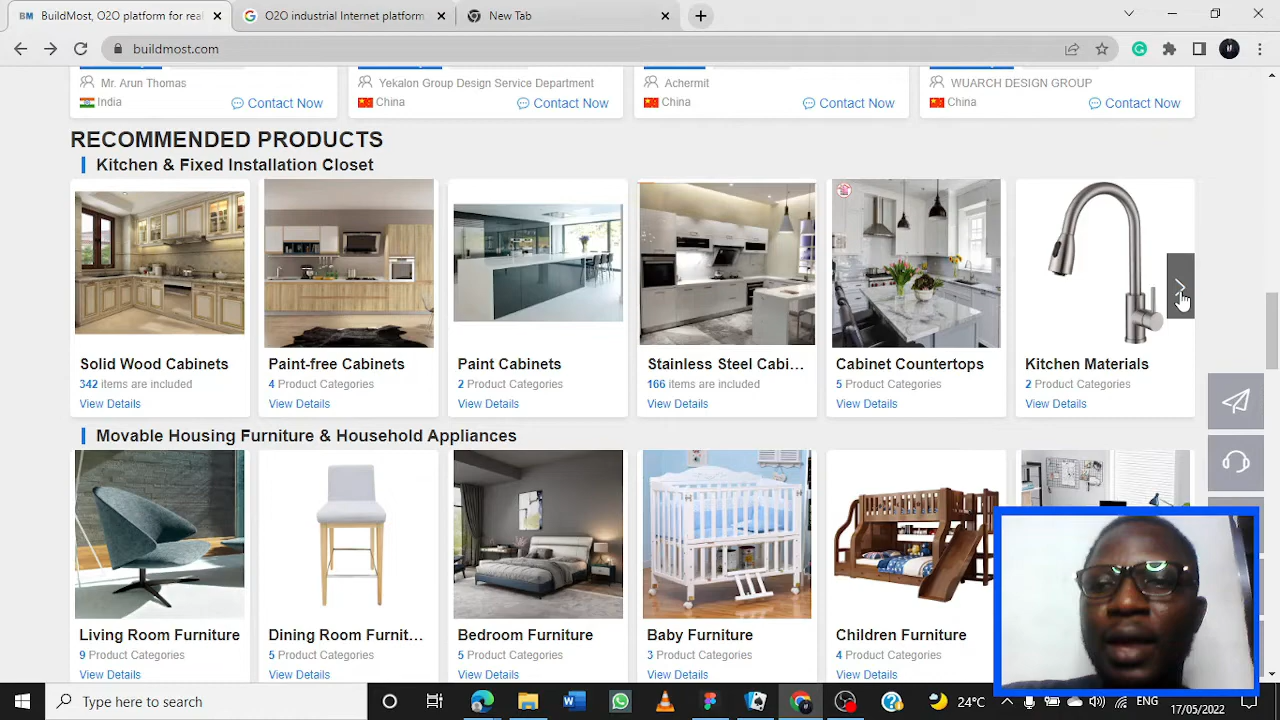 BuildMost, O2O platform for real
O2O industrial Internet platform
New Tab
buildmost.com
Mr. Arun Thomas
Yekalon Group Design Service Department
Achermit
WUARCH DESIGN GROUP
India
Contact Now
China
Contact Now
China
Contact Now
China
Contact Now
RECOMMENDED PRODUCTS
Kitchen & Fixed Installation Closet
Solid Wood Cabinets
Paint-free Cabinets
Paint Cabinets
Stainless Steel Cabi...
Cabinet Countertops
Kitchen Materials
342 items are included
4 Product Categories
2 Product Categories
166 items are included
5 Product Categories
2 Product Categories
View Details
View Details
View Details
View Details
View Details
View Details
Movable Housing Furniture & Household Appliances
Living Room Furniture
Dining Room Furnit...
Bedroom Furniture
Baby Furniture
Children Furniture
9 Product Categories
5 Product Categories
5 Product Categories
3 Product Categories
4 Product Categories
View Details
View Details
View Details
View Details
View Details
Type here to search
24°C
ENG
17/05/2022